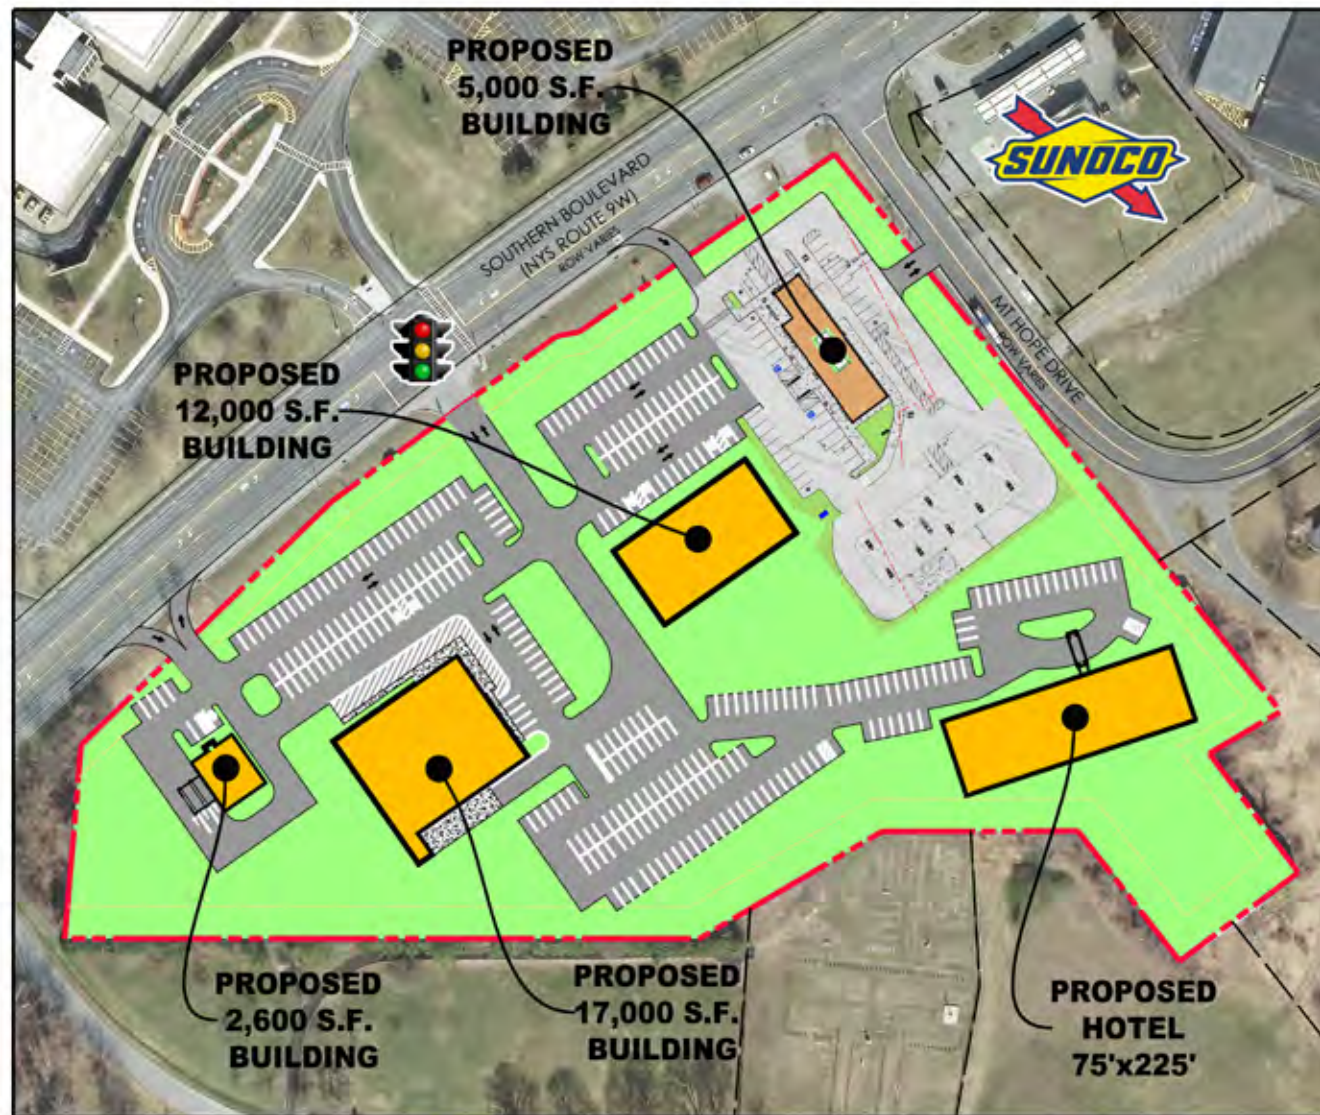 PROPOSED
5,000 S.F.
BUILDING
SUNOCO
SOUTHERN BOULEVARD
(NYS ROUTE 9W)
ROW VARIES
MT HOPE DRIVE
ROW VARIES
PROPOSED
12,000 S.F.
BUILDING
PROPOSED
2,600 S.F.
BUILDING
PROPOSED
17,000 S.F.
BUILDING
PROPOSED
HOTEL
75'x225'